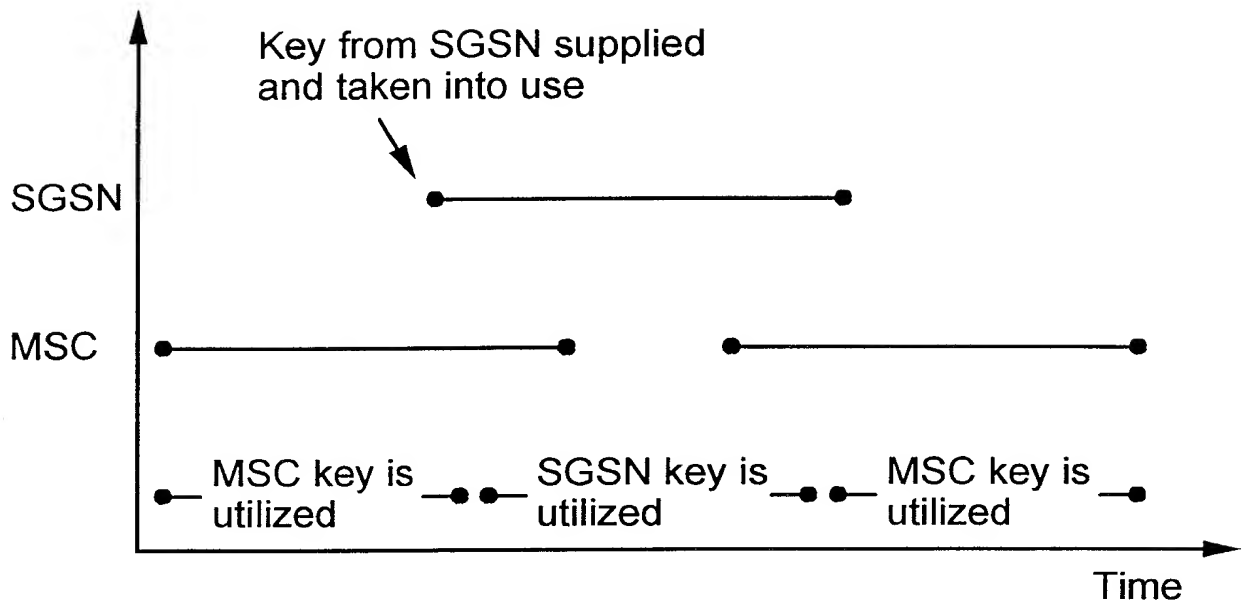 Key from SGSN supplied
and taken into use
SGSN
MSC
MSC key is
utilized
SGSN key is
utilized
MSC key is
utilized
Time